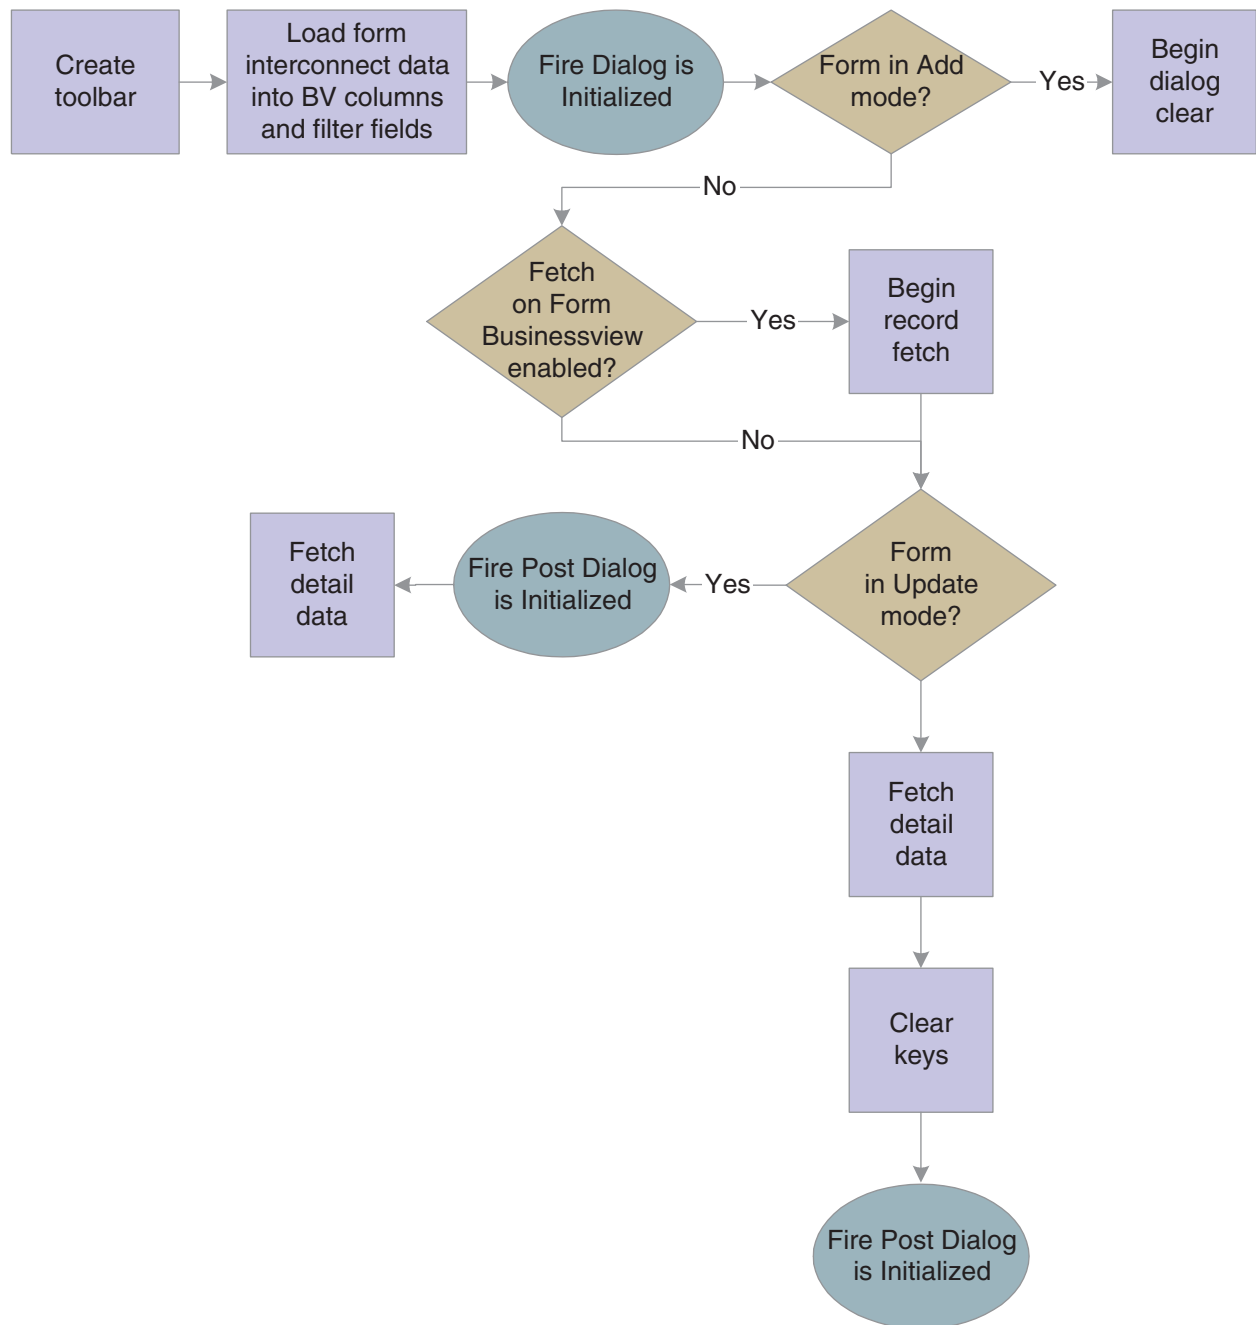 Create
toolbar
Load form
interconnect data
into BV columns
and filter fields
Fire Dialog is
Initialized
Form in Add
mode?
Yes
Begin
dialog
clear
No
Fetch
on Form
Businessview
enabled?
Yes
Begin
record
fetch
No
Form
in Update
mode?
Yes
Fire Post Dialog
is Initialized
Fetch
detail
data
Fetch
detail
data
Clear
keys
Fire Post Dialog
is Initialized